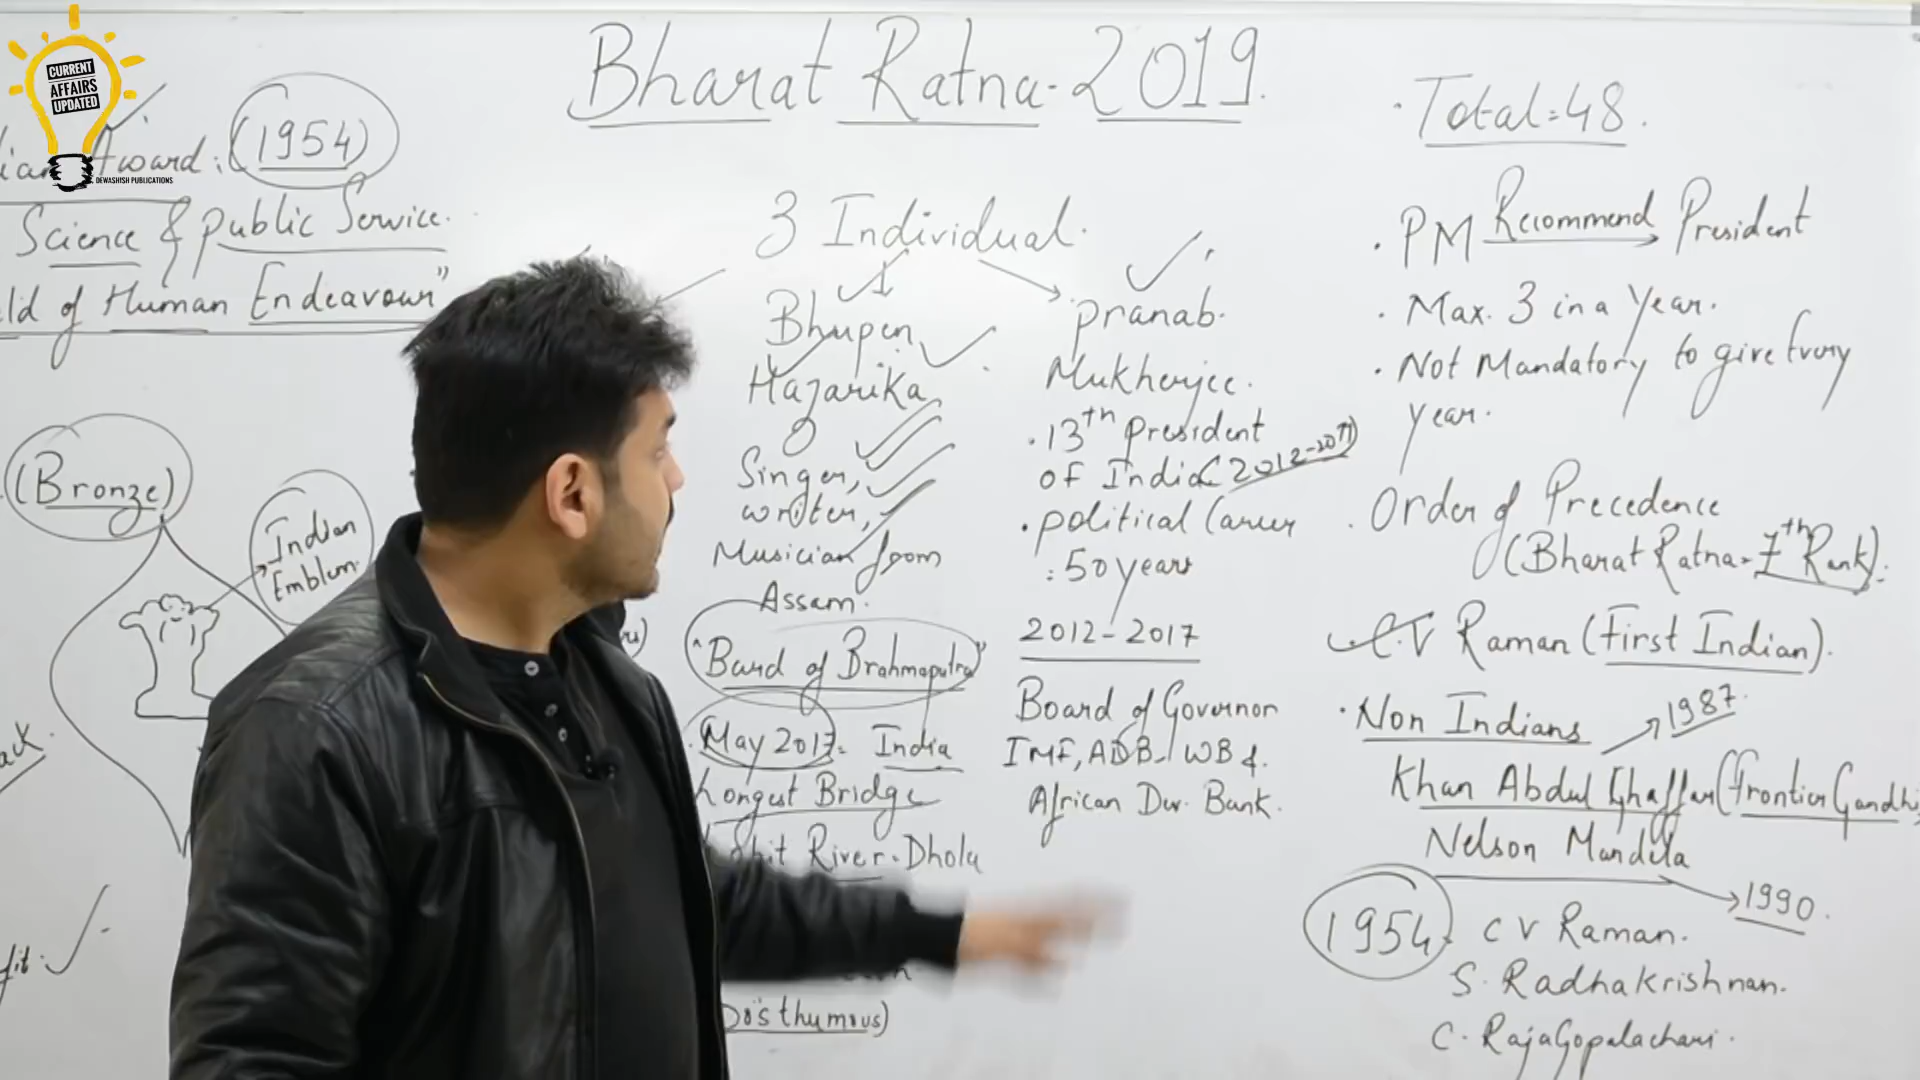 CURRENT
AFFAIRS
UPDATED
DEWASHISH PUBLICATIONS
Bharat Ratna-2019.
Award: (1954)
Science & public Service.
of Human Endeavour"
(Bronze)
Indian
Emblem.
3 Individual.
Bhupen
Hazarika
Singer,
writer,
Musician from
Assam.
"Bard of Brahmaputra"
May 2017. India
Longest Bridge
River. Dhola
Posthumous)
Pranab.
Mukherjee.
. 13th President
of India (2012-2017)
. political Career
: 50 years
2012-2017
Board of Governor
IMF, ADB, WB &.
African Dev. Bank.
. Total=48.
. PM Recommend President
. Max. 3 in a Year.
. Not Mandatory to give Every
year.
. Order of Precedence
(Bharat Ratna-7th Rank).
C.V Raman (First Indian).
. Non Indians 1987.
Khan Abdul Ghaffar (Frontier Gandhi
Nelson Mandela
1990.
1954. C V Raman.
S. Radhakrishnan.
C. RajaGopalachari.